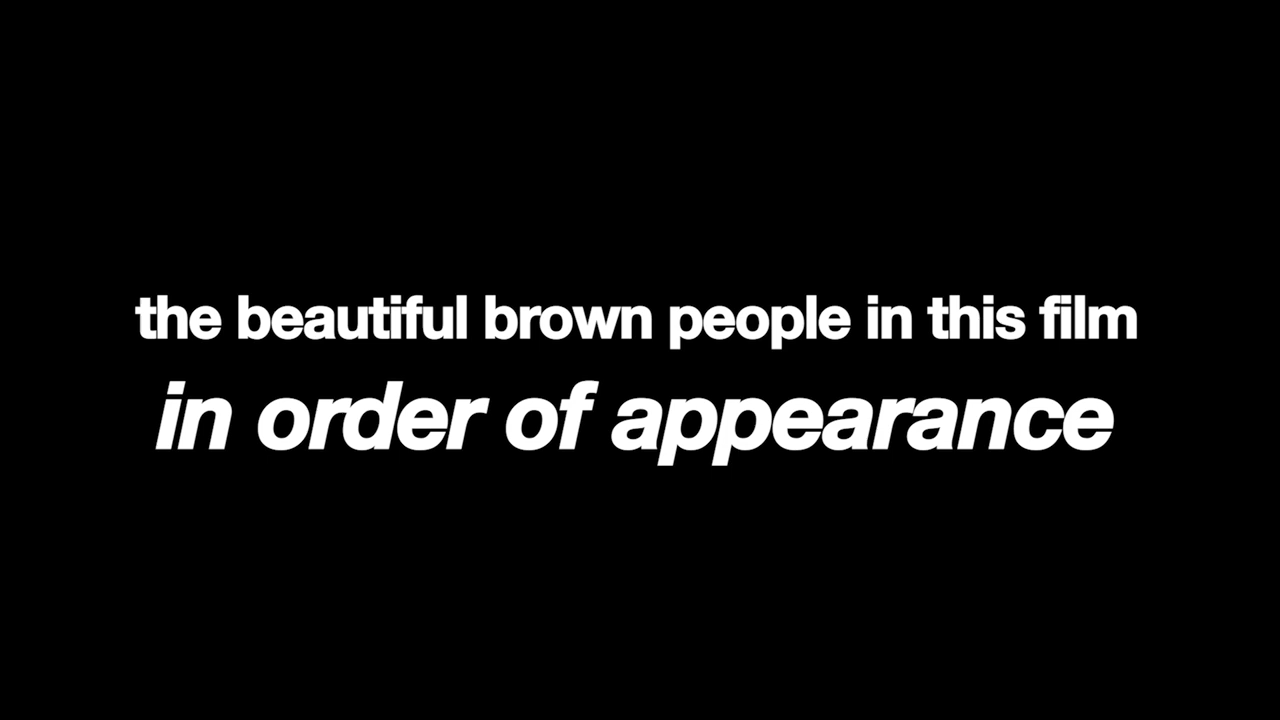 the beautiful brown people in this film
in order of appearance